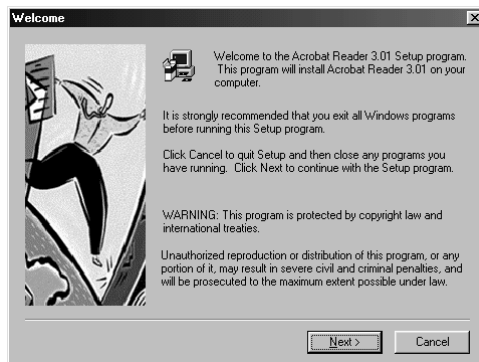 Welcome
Welcome to the Acrobat Reader 3.01 Setup program.
This program will install Acrobat Reader 3.01 on your
computer.
It is strongly recommended that you exit all Windows programs
before running this Setup program.
Click Cancel to quit Setup and then close any programs you
have running. Click Next to continue with the Setup program.
WARNING: This program is protected by copyright law and
international treaties.
Unauthorized reproduction or distribution of this program, or any
portion of it, may result in severe civil and criminal penalties, and
will be prosecuted to the maximum extent possible under law.
Next >
Cancel